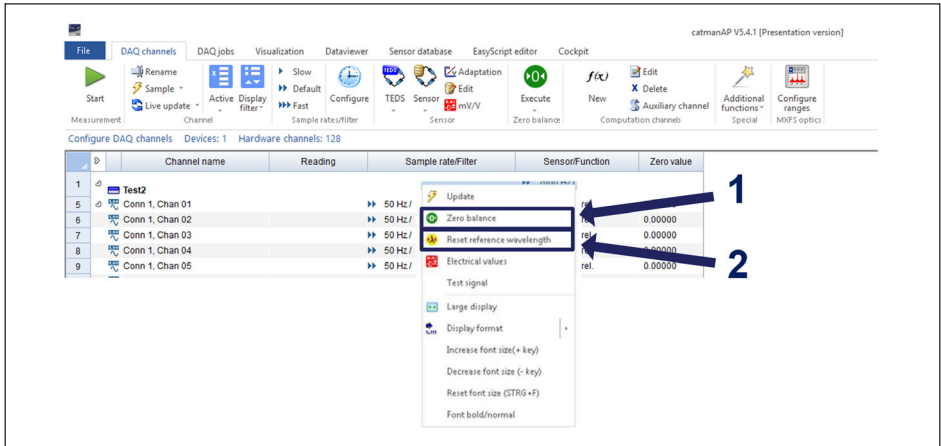 catmanAP V5.4.1 [Presentation version]
File DAQ channels DAQ jobs Visualization Dataviewer Sensor database EasyScript editor Cockpit
Start
Rename
Sample
Live update
Active
Display filter
Slow
Default
Fast
Configure
TEDS
Sensor
Adaptation
Edit
mV/V
Execute
f(x)
New
Edit
Delete
Auxiliary channel
Additional functions
Configure ranges
Measurement Channel Sample rates/filter Sensor Zero balance Computation channels Special MXFS optics
Configure DAQ channels Devices: 1 Hardware channels: 128
Channel name Reading Sample rate/Filter Sensor/Function Zero value
1 Test2
5 Conn 1, Chan 01 50 Hz / rel.
6 Conn 1, Chan 02 50 Hz / 0.00000
7 Conn 1, Chan 03 50 Hz / rel. 0.00000
8 Conn 1, Chan 04 50 Hz / 0.00000
9 Conn 1, Chan 05 50 Hz / rel. 0.00000
Update
Zero balance
Reset reference wavelength
Electrical values
Test signal
Large display
Display format
Increase font size(+ key)
Decrease font size (- key)
Reset font size (STRG+F)
Font bold/normal
1
2